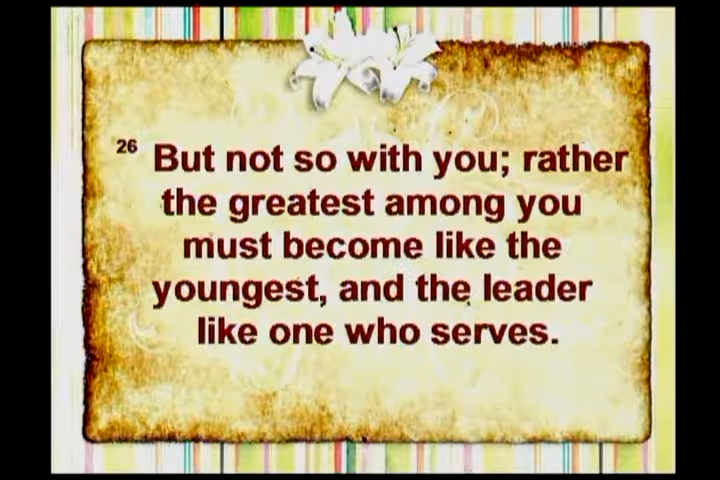 26 But not so with you; rather
the greatest among you
must become like the
youngest, and the leader
like one who serves.